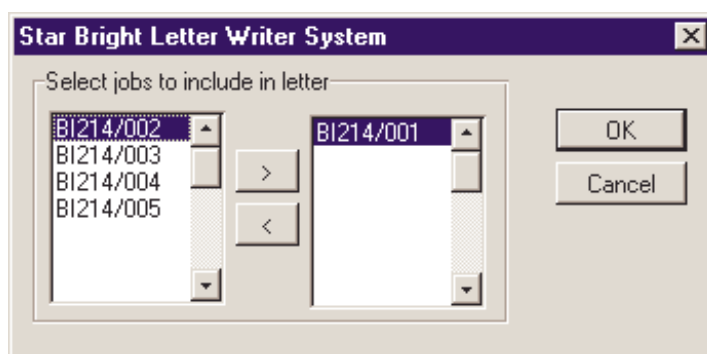 Star Bright Letter Writer System
Select jobs to include in letter
BI214/002
BI214/003
BI214/004
BI214/005
>
<
BI214/001
OK
Cancel